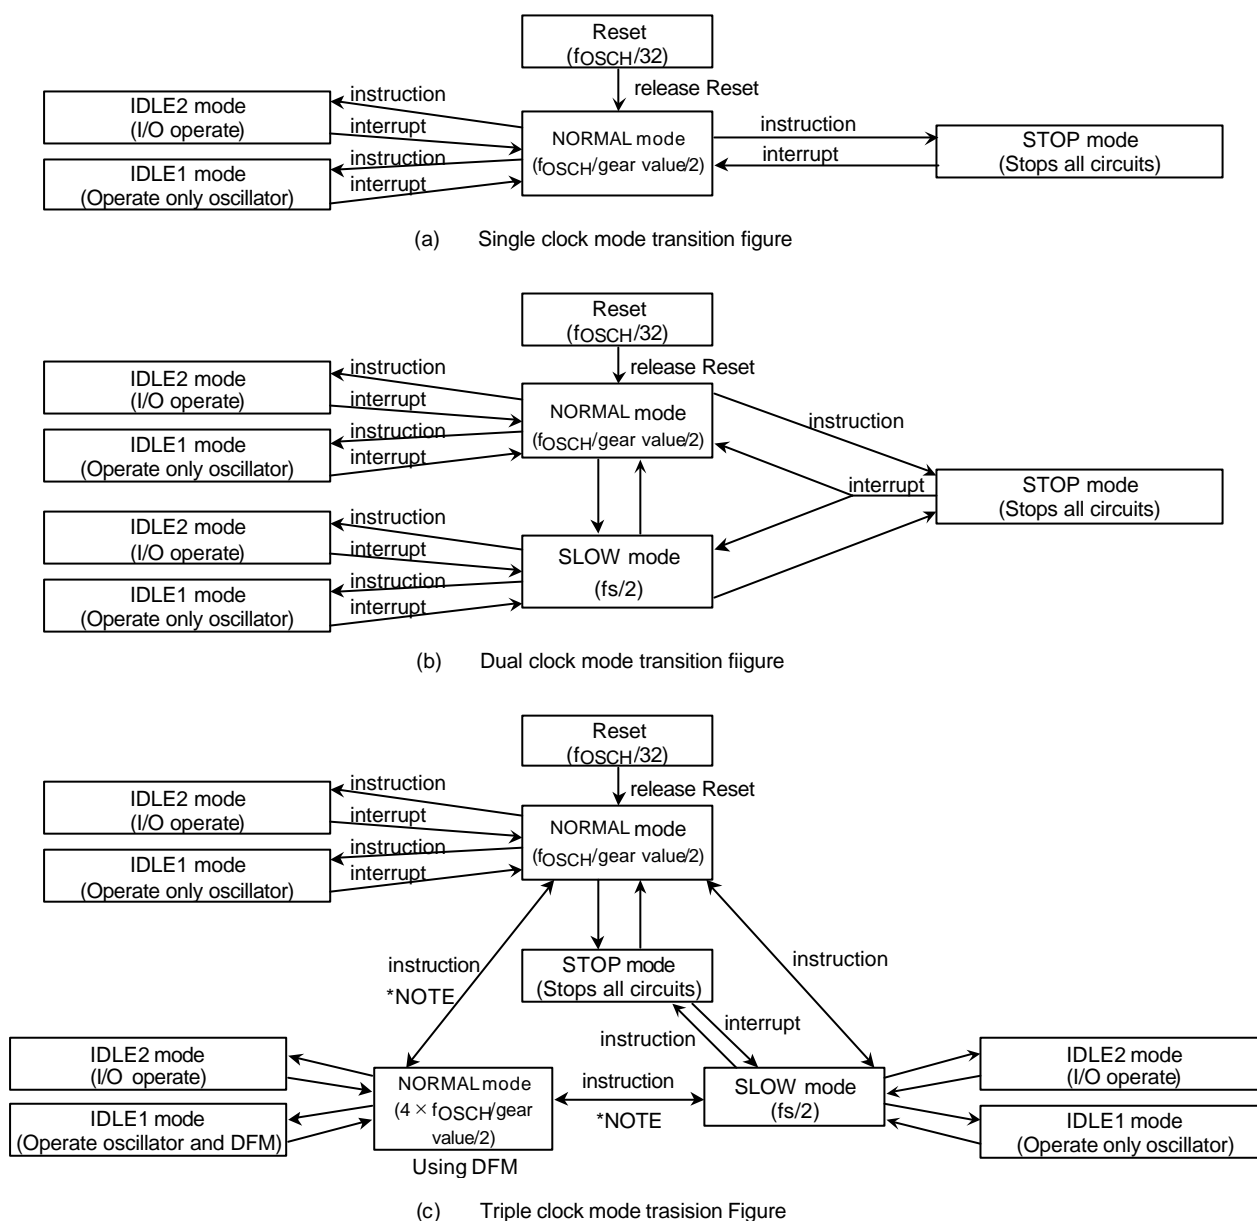 Reset
(fOSCH/32)
release Reset
IDLE2 mode
(I/O operate)
instruction
interrupt
IDLE1 mode
(Operate only oscillator)
instruction
interrupt
NORMAL mode
(fOSCH/gear value/2)
instruction
interrupt
STOP mode
(Stops all circuits)
(a) Single clock mode transition figure
Reset
(fOSCH/32)
release Reset
IDLE2 mode
(I/O operate)
instruction
interrupt
IDLE1 mode
(Operate only oscillator)
instruction
interrupt
NORMAL mode
(fOSCH/gear value/2)
instruction
interrupt
STOP mode
(Stops all circuits)
IDLE2 mode
(I/O operate)
instruction
interrupt
IDLE1 mode
(Operate only oscillator)
instruction
interrupt
SLOW mode
(fs/2)
(b) Dual clock mode transition fiigure
Reset
(fOSCH/32)
release Reset
IDLE2 mode
(I/O operate)
instruction
interrupt
IDLE1 mode
(Operate only oscillator)
instruction
interrupt
NORMAL mode
(fOSCH/gear value/2)
instruction
*NOTE
STOP mode
(Stops all circuits)
instruction
interrupt
instruction
IDLE2 mode
(I/O operate)
IDLE1 mode
(Operate oscillator and DFM)
NORMAL mode
(4 × fOSCH/gear
value/2)
Using DFM
instruction
*NOTE
SLOW mode
(fs/2)
IDLE2 mode
(I/O operate)
IDLE1 mode
(Operate only oscillator)
(c) Triple clock mode trasision Figure